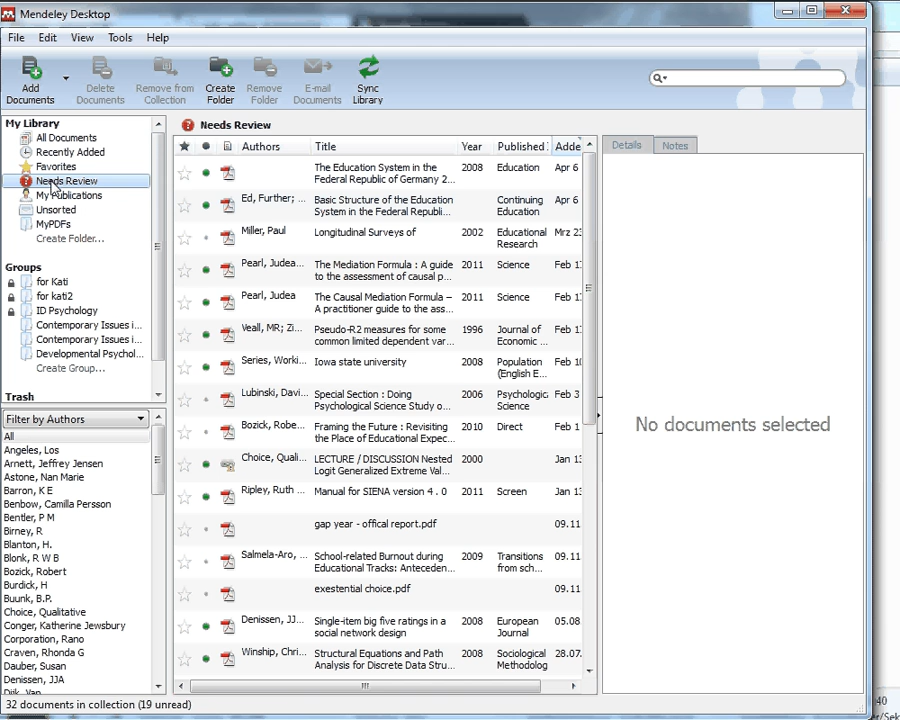 Mendeley Desktop
File Edit View Tools Help
Add Documents
Delete Documents
Remove from Collection
Create Folder
Remove Folder
E-mail Documents
Sync Library
My Library
All Documents
Recently Added
Favorites
Needs Review
My Publications
Unsorted
MyPDFs
Create Folder...
Groups
for Kati
for kati2
ID Psychology
Contemporary Issues i...
Contemporary Issues i...
Developmental Psychol...
Create Group...
Trash
Filter by Authors
All
Angeles, Los
Arnett, Jeffrey Jensen
Astone, Nan Marie
Barron, K E
Benbow, Camilla Persson
Bentler, P M
Birney, R
Blanton, H.
Blonk, R W B
Bozick, Robert
Burdick, H
Buunk, B.P.
Choice, Qualitative
Conger, Katherine Jewsbury
Corporation, Rano
Craven, Rhonda G
Dauber, Susan
Denissen, JJA
Dijk, Van
Needs Review
Authors Title Year Published Adde
The Education System in the 2008 Education Apr 6
Federal Republic of Germany 2...
Ed, Further; ... Basic Structure of the Education Continuing Apr 6
System in the Federal Republi... Education
Miller, Paul Longitudinal Surveys of 2002 Educational Mrz 23
Research
Pearl, Judea... The Mediation Formula : A guide 2011 Science Feb 1
to the assessment of causal p...
Pearl, Judea The Causal Mediation Formula – 2011 Science Feb 1
A practitioner guide to the ass...
Veall, MR; Zi... Pseudo-R2 measures for some 1996 Journal of Feb 1
common limited dependent var... Economic ...
Series, Worki... Iowa state university 2008 Population Feb 10
(English E...
Lubinski, Davi... Special Section : Doing 2006 Psychologic Feb 3
Psychological Science Study o... Science
Bozick, Robe... Framing the Future : Revisiting 2010 Direct Feb 1
the Place of Educational Expec...
Choice, Quali... LECTURE / DISCUSSION Nested 2000 Jan 13
Logit Generalized Extreme Val...
Ripley, Ruth ... Manual for SIENA version 4 . 0 2011 Screen Jan 13
gap year - offical report.pdf 09.11
Salmela-Aro, ... School-related Burnout during 2009 Transitions 09.11
Educational Tracks: Anteceden... from sch...
exestential choice.pdf 09.11
Denissen, JJ... Single-item big five ratings in a 2008 European 05.08
social network design Journal
Winship, Chri... Structural Equations and Path 2008 Sociological 28.07.
Analysis for Discrete Data Stru... Methodolog
Details Notes
No documents selected
32 documents in collection (19 unread)
40